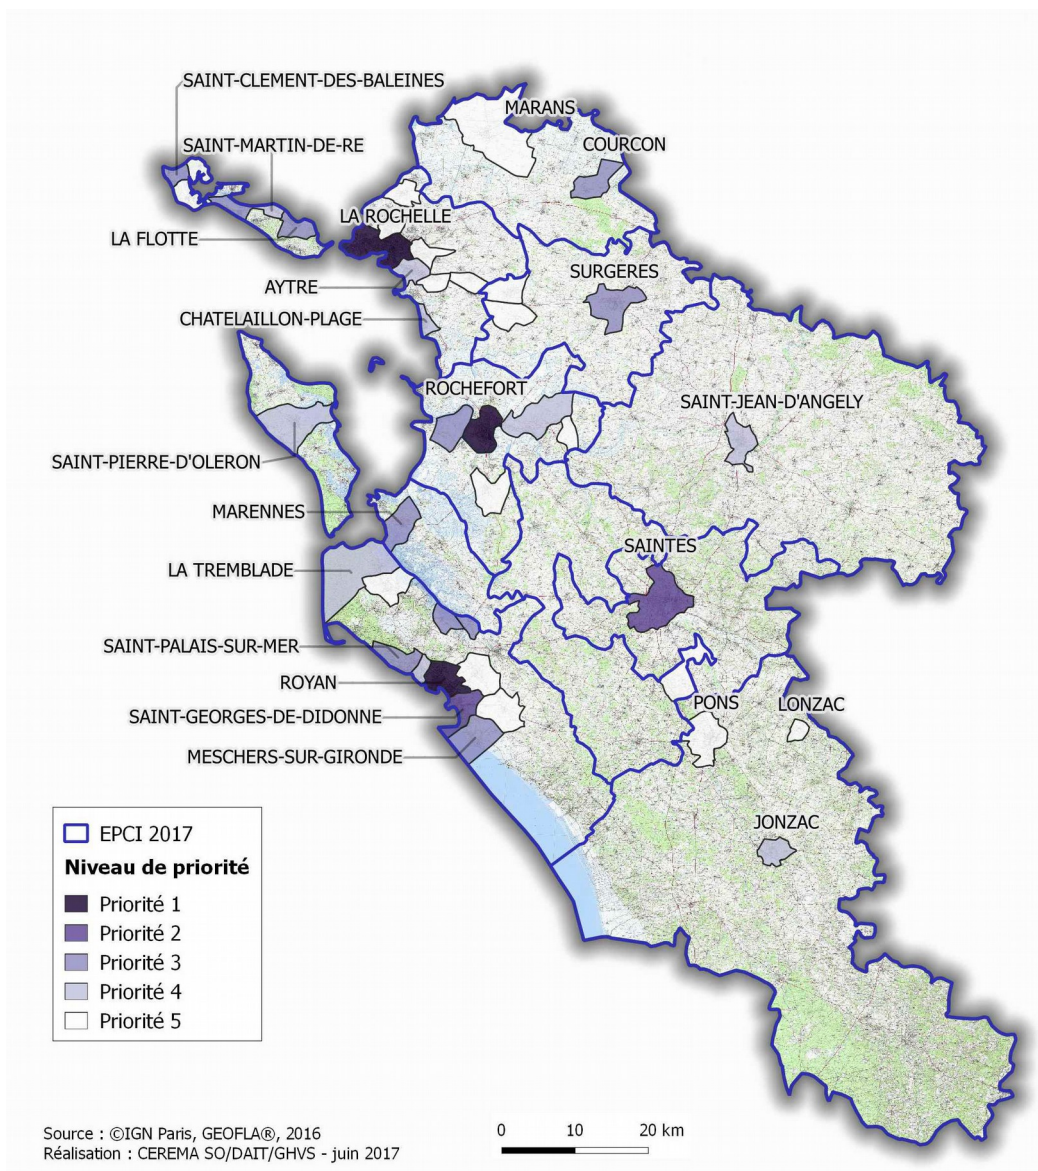 SAINT-CLEMENT-DES-BALEINES
MARANS
SAINT-MARTIN-DE-RE
COURCON
LA ROCHELLE
LA FLOTTE
SURGERES
AYTRE
CHATELAILLON-PLAGE
ROCHEFORT
SAINT-JEAN-D'ANGELY
SAINT-PIERRE-D'OLERON
MARENNES
SAINTES
LA TREMBLADE
SAINT-PALAIS-SUR-MER
ROYAN
PONS
LONZAC
SAINT-GEORGES-DE-DIDONNE
MESCHERS-SUR-GIRONDE
JONZAC
EPCI 2017
Niveau de priorité
Priorité 1
Priorité 2
Priorité 3
Priorité 4
Priorité 5
0 10 20 km
Source : ©IGN Paris, GEOFLA®, 2016
Réalisation : CEREMA SO/DAIT/GHVS - juin 2017